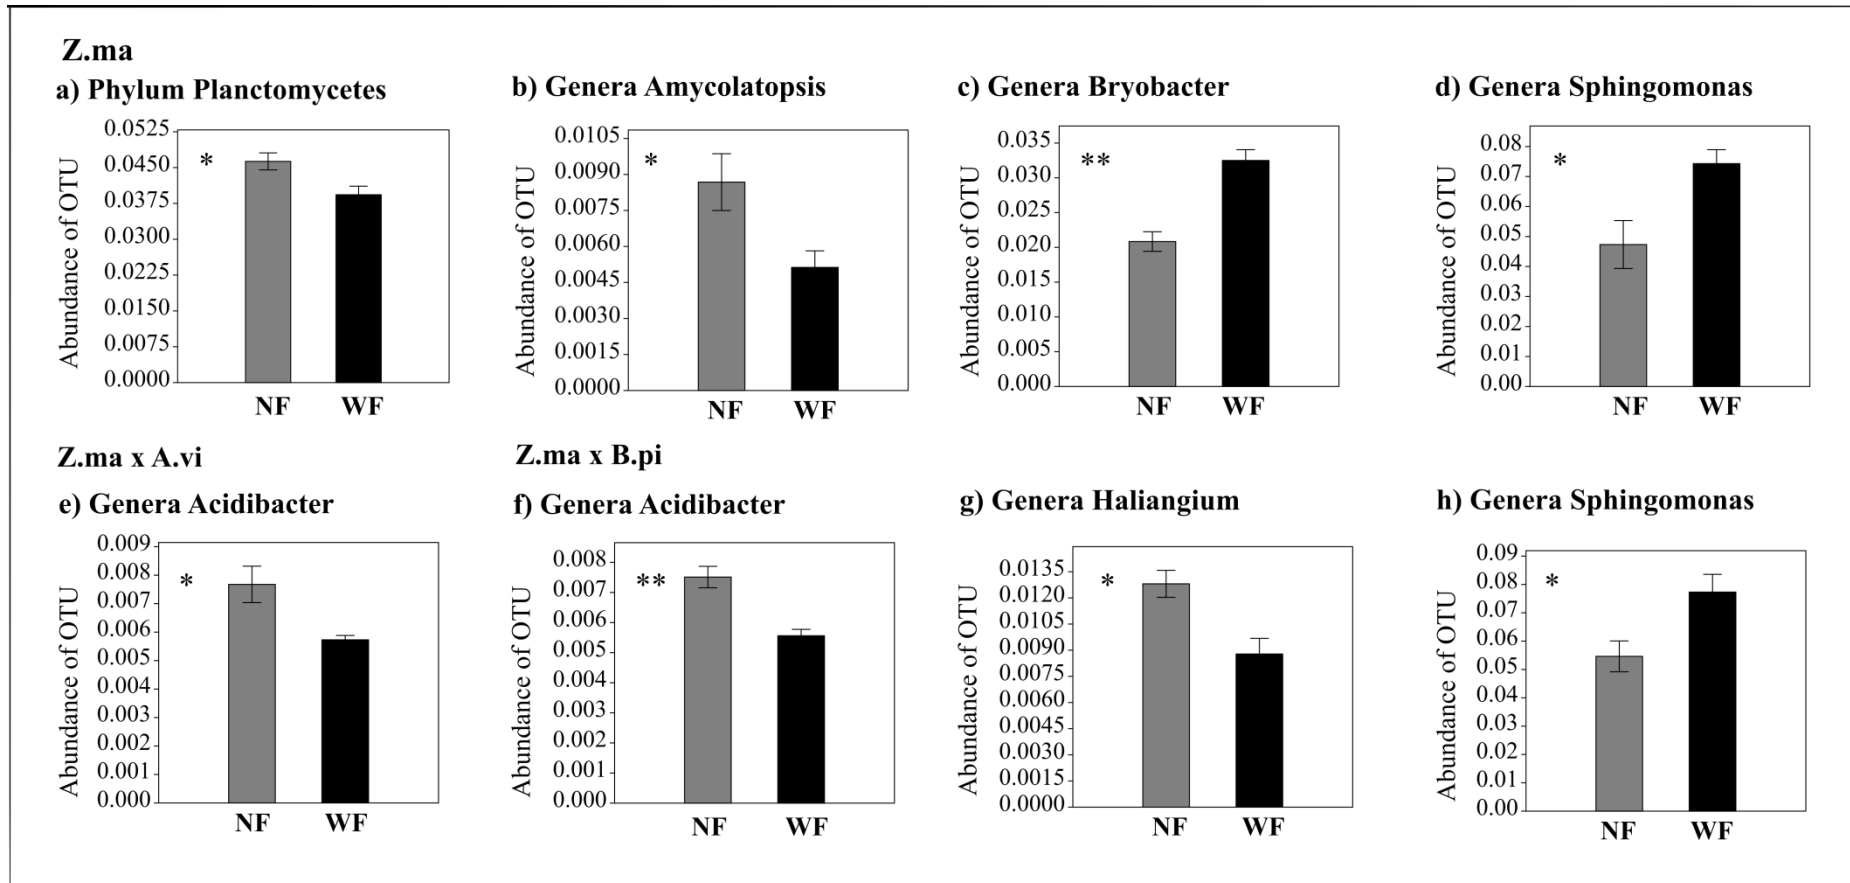 Z.ma
a) Phylum Planctomycetes
Abundance of OTU
0.0525
0.0450
0.0375
0.0300
0.0225
0.0150
0.0075
0.0000
*
NF WF
b) Genera Amycolatopsis
Abundance of OTU
0.0105
0.0090
0.0075
0.0060
0.0045
0.0030
0.0015
0.0000
*
NF WF
c) Genera Bryobacter
Abundance of OTU
0.035
0.030
0.025
0.020
0.015
0.010
0.005
0.000
**
NF WF
d) Genera Sphingomonas
Abundance of OTU
0.08
0.07
0.06
0.05
0.04
0.03
0.02
0.01
0.00
*
NF WF
Z.ma x A.vi
e) Genera Acidibacter
Abundance of OTU
0.009
0.008
0.007
0.006
0.005
0.004
0.003
0.002
0.001
0.000
*
NF WF
Z.ma x B.pi
f) Genera Acidibacter
Abundance of OTU
0.008
0.007
0.006
0.005
0.004
0.003
0.002
0.001
0.000
**
NF WF
g) Genera Haliangium
Abundance of OTU
0.0135
0.0120
0.0105
0.0090
0.0075
0.0060
0.0045
0.0030
0.0015
0.0000
*
NF WF
h) Genera Sphingomonas
Abundance of OTU
0.09
0.08
0.07
0.06
0.05
0.04
0.03
0.02
0.01
0.00
*
NF WF